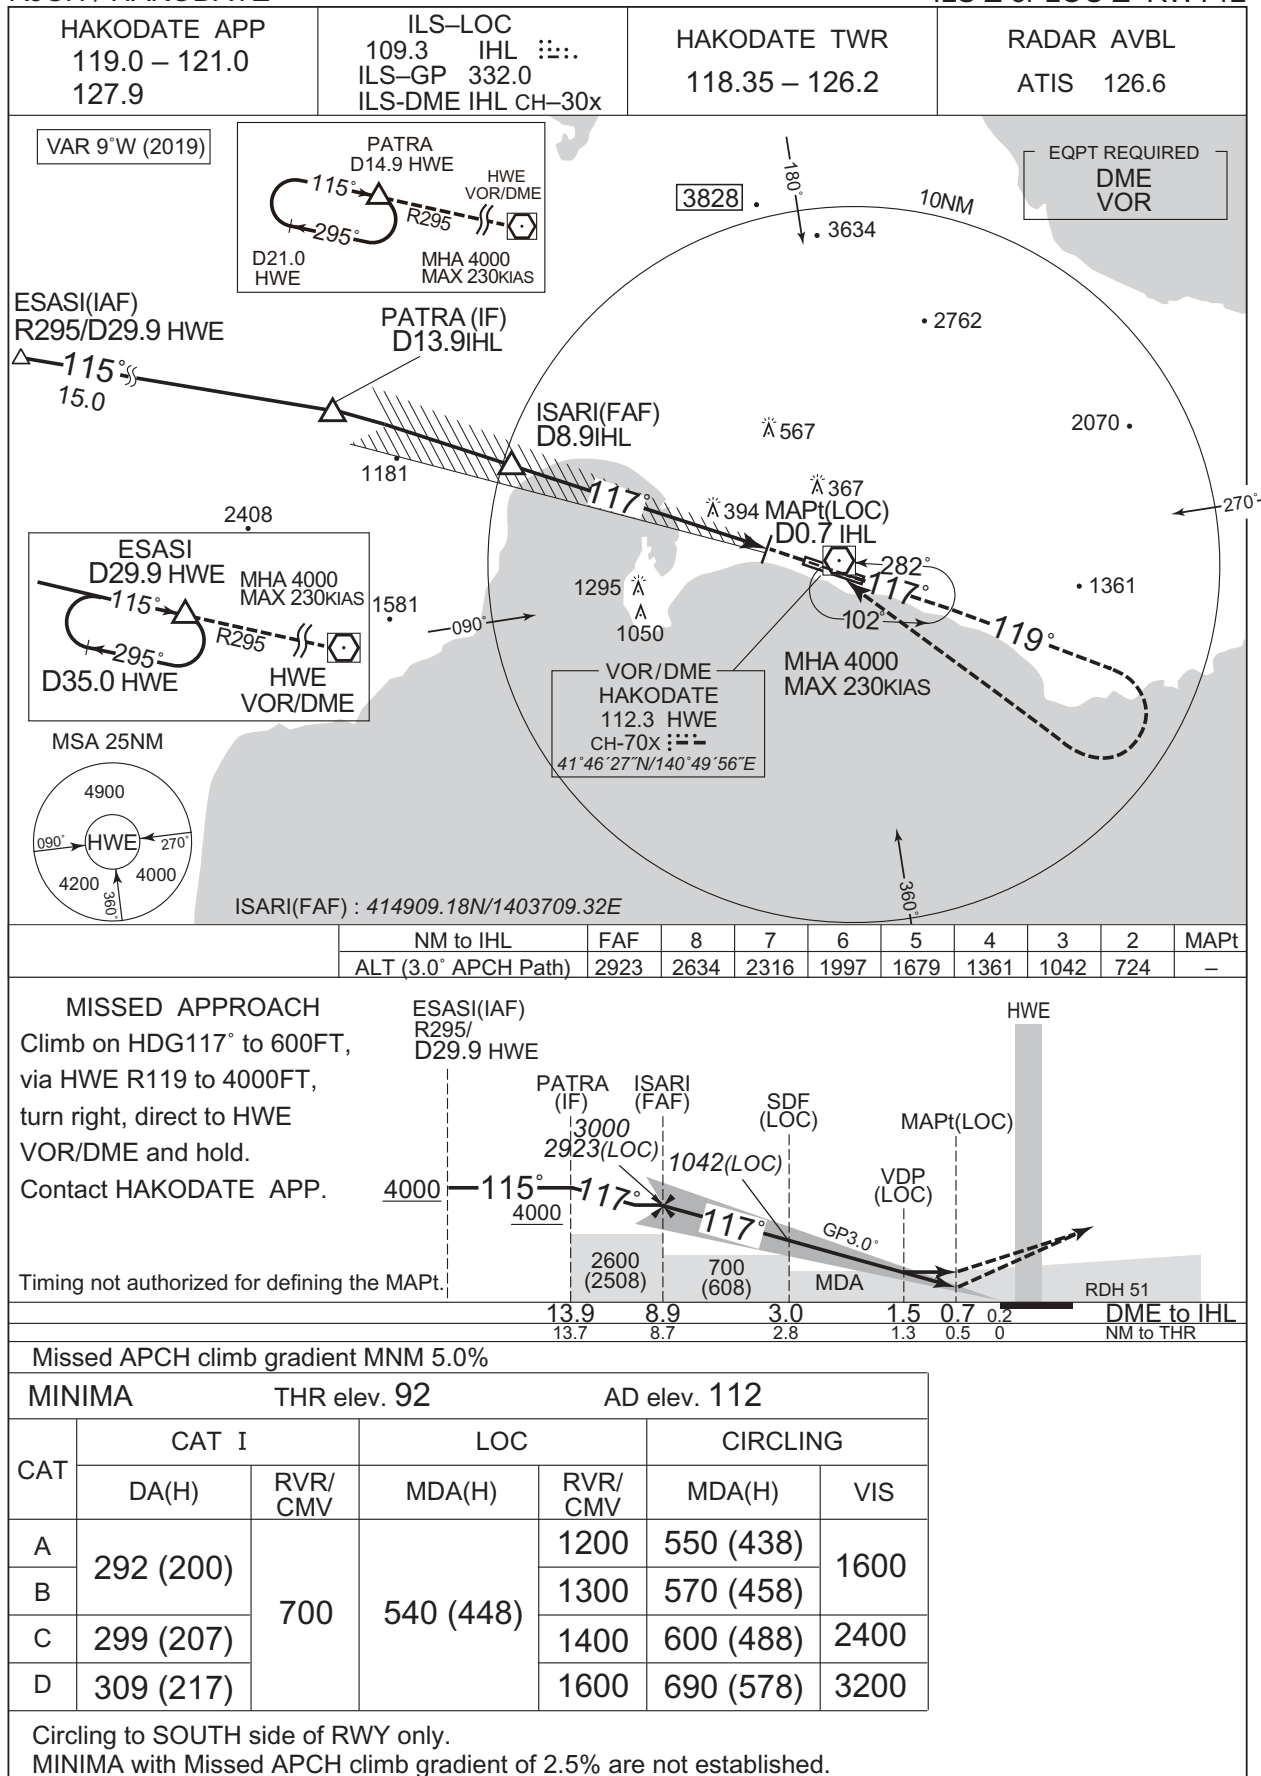 HAKODATE APP
119.0 – 121.0
127.9
ILS–LOC
109.3 IHL
ILS–GP 332.0
ILS-DME IHL CH–30x
HAKODATE TWR
118.35 – 126.2
RADAR AVBL
ATIS 126.6
VAR 9°W (2019)
PATRA
D14.9 HWE
HWE
VOR/DME
115°
R295
295°
D21.0
HWE
MHA 4000
MAX 230KIAS
EQPT REQUIRED
DME
VOR
180°
3828
10NM
3634
2762
ESASI(IAF)
R295/D29.9 HWE
115°
15.0
PATRA (IF)
D13.9IHL
ISARI(FAF)
D8.9IHL
567
2070
1181
117°
367
394
MAPt(LOC)
D0.7 IHL
270°
2408
ESASI
D29.9 HWE
MHA 4000
MAX 230KIAS
115°
R295
295°
D35.0 HWE
HWE
VOR/DME
1581
090°
1295
1050
282°
117°
102°
119°
1361
MHA 4000
MAX 230KIAS
VOR/DME
HAKODATE
112.3 HWE
CH-70X
41°46´27˝N/140°49´56˝E
MSA 25NM
4900
090°
HWE
270°
4200
4000
360°
360°
ISARI(FAF) : 414909.18N/1403709.32E
NM to IHL FAF 8 7 6 5 4 3 2 MAPt
ALT (3.0° APCH Path) 2923 2634 2316 1997 1679 1361 1042 724 –
MISSED APPROACH
Climb on HDG117° to 600FT,
via HWE R119 to 4000FT,
turn right, direct to HWE
VOR/DME and hold.
Contact HAKODATE APP.
Timing not authorized for defining the MAPt.
ESASI(IAF)
R295/
D29.9 HWE
HWE
PATRA
(IF)
ISARI
(FAF)
SDF
(LOC)
MAPt(LOC)
3000
2923(LOC)
1042(LOC)
VDP
(LOC)
4000
115°
117°
4000
117°
GP3.0°
2600
(2508)
700
(608)
MDA
RDH 51
13.9 8.9 3.0 1.5 0.7 0.2 DME to IHL
13.7 8.7 2.8 1.3 0.5 0 NM to THR
Missed APCH climb gradient MNM 5.0%
MINIMA THR elev. 92 AD elev. 112
CAT CAT I LOC CIRCLING
DA(H) RVR/CMV MDA(H) RVR/CMV MDA(H) VIS
A 292 (200) 700 540 (448) 1200 550 (438) 1600
B 1300 570 (458)
C 299 (207) 1400 600 (488) 2400
D 309 (217) 1600 690 (578) 3200
Circling to SOUTH side of RWY only.
MINIMA with Missed APCH climb gradient of 2.5% are not established.